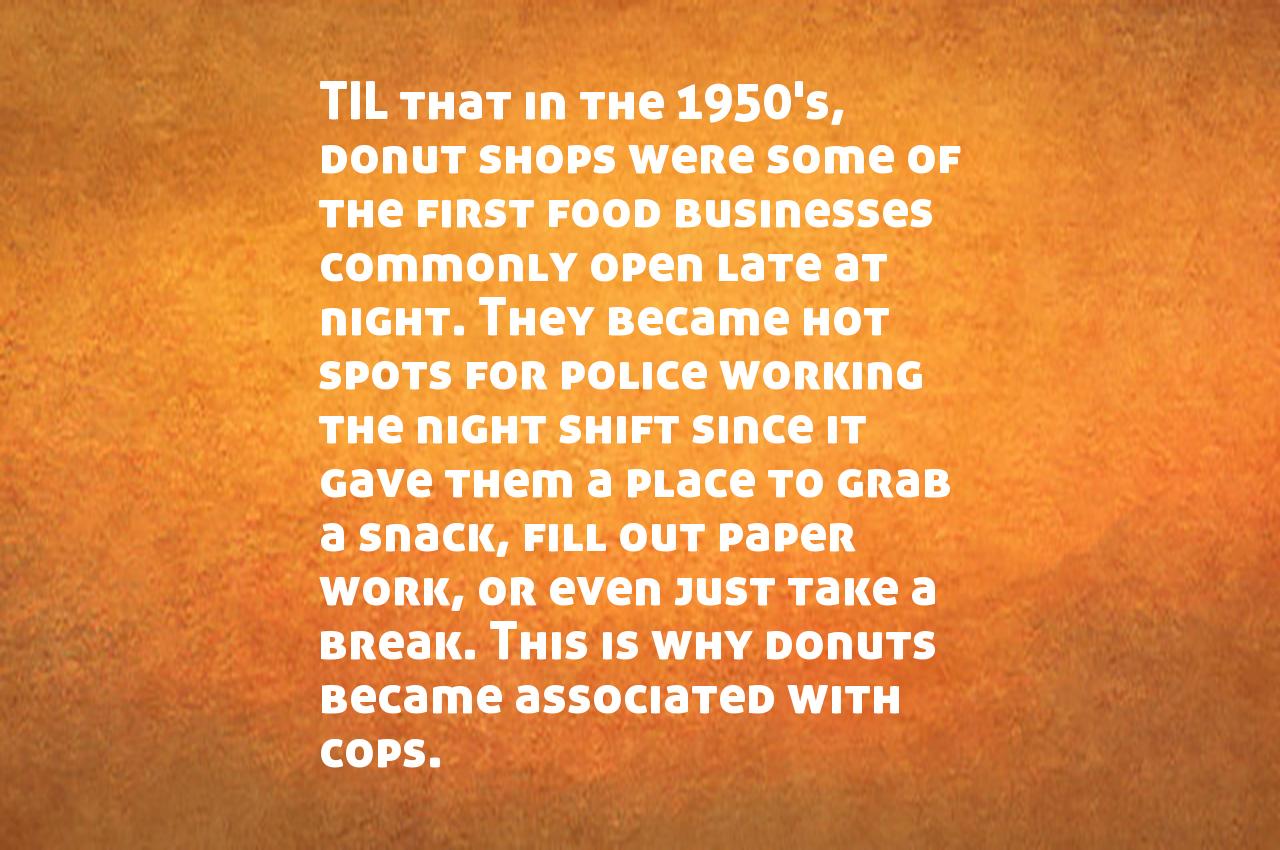 TIL that in the 1950's,
donut shops were some of
the first food businesses
commonly open late at
night. They became hot
spots for police working
the night shift since it
gave them a place to grab
a snack, fill out paper
work, or even just take a
break. This is why donuts
became associated with
cops.